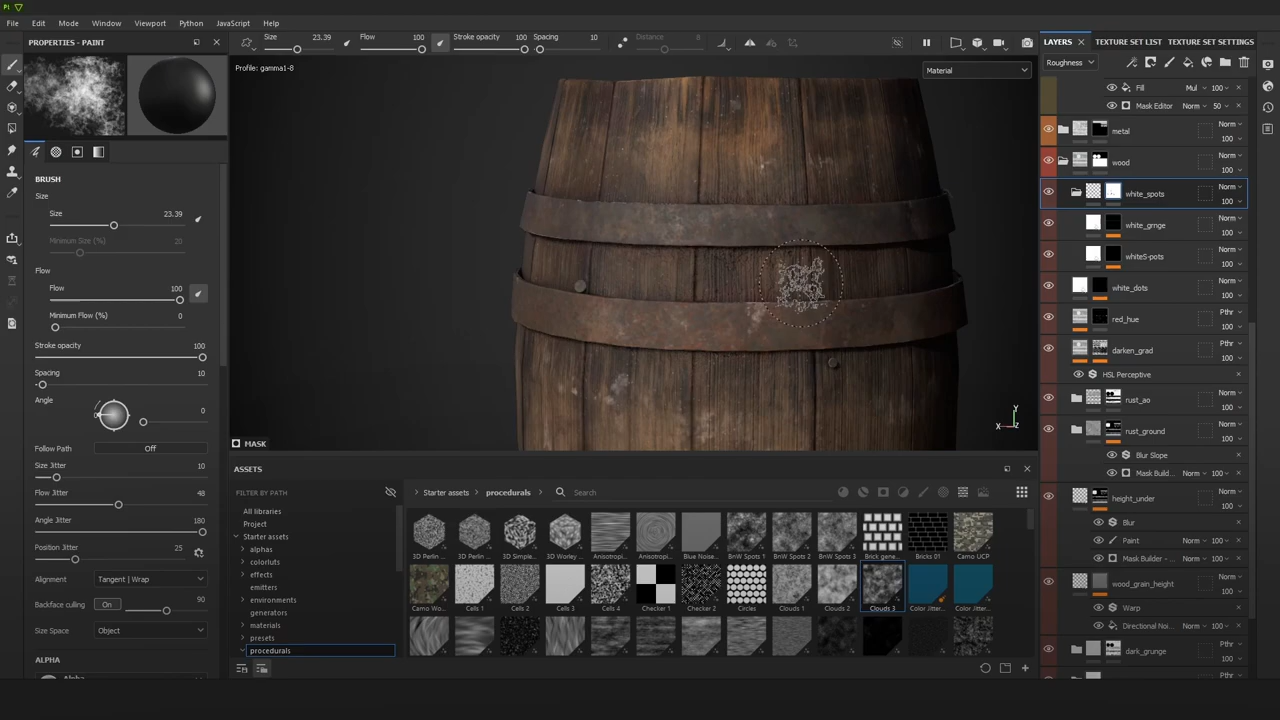 Pt
File Edit Mode Window Viewport Python JavaScript Help
PROPERTIES - PAINT
Size 23.39 Flow 100 Stroke opacity 100 Spacing 10 Distance 8
LAYERS TEXTURE SET LIST TEXTURE SET SETTINGS
Profile: gamma1-8
Material
Roughness
Fill Mul 100
Mask Editor Norm 50
metal Norm 100
wood Norm 100
white_spots Norm 100
white_grnge Norm 100
whiteS-pots Norm 100
white_dots Norm 100
red_hue Pthr 100
darken_grad Pthr 100
HSL Perceptive
rust_ao Norm 100
rust_ground Norm 100
Blur Slope
Mask Build... Norm 100
height_under Norm 100
Blur
Paint Norm 100
Mask Builder - Norm 100
wood_grain_height Norm 100
Warp
Directional Noi...
dark_grunge Pthr 100
BRUSH
Size
Size 23.39
Minimum Size (%) 20
Flow
Flow 100
Minimum Flow (%) 0
Stroke opacity 100
Spacing 10
Angle 0
Follow Path Off
Size Jitter 10
Flow Jitter 48
Angle Jitter 180
Position Jitter 25
Alignment Tangent | Wrap
Backface culling On 90
Size Space Object
ALPHA
Alpha
X Y Z
MASK
ASSETS
FILTER BY PATH
Starter assets procedurals Search
All libraries
Project
Starter assets
alphas
colorluts
effects
emitters
environments
generators
materials
presets
procedurals
3D Perlin ... 3D Perlin ... 3D Simple... 3D Worley ... Anisotropi... Anisotropi... Blue Noise... BnW Spots 1 BnW Spots 2 BnW Spots 3 Brick gene... Bricks 01 Camo UCP
Camo Wo... Cells 1 Cells 2 Cells 3 Cells 4 Checker 1 Checker 2 Circles Clouds 1 Clouds 2 Clouds 3 Color Jitter... Color Jitter...